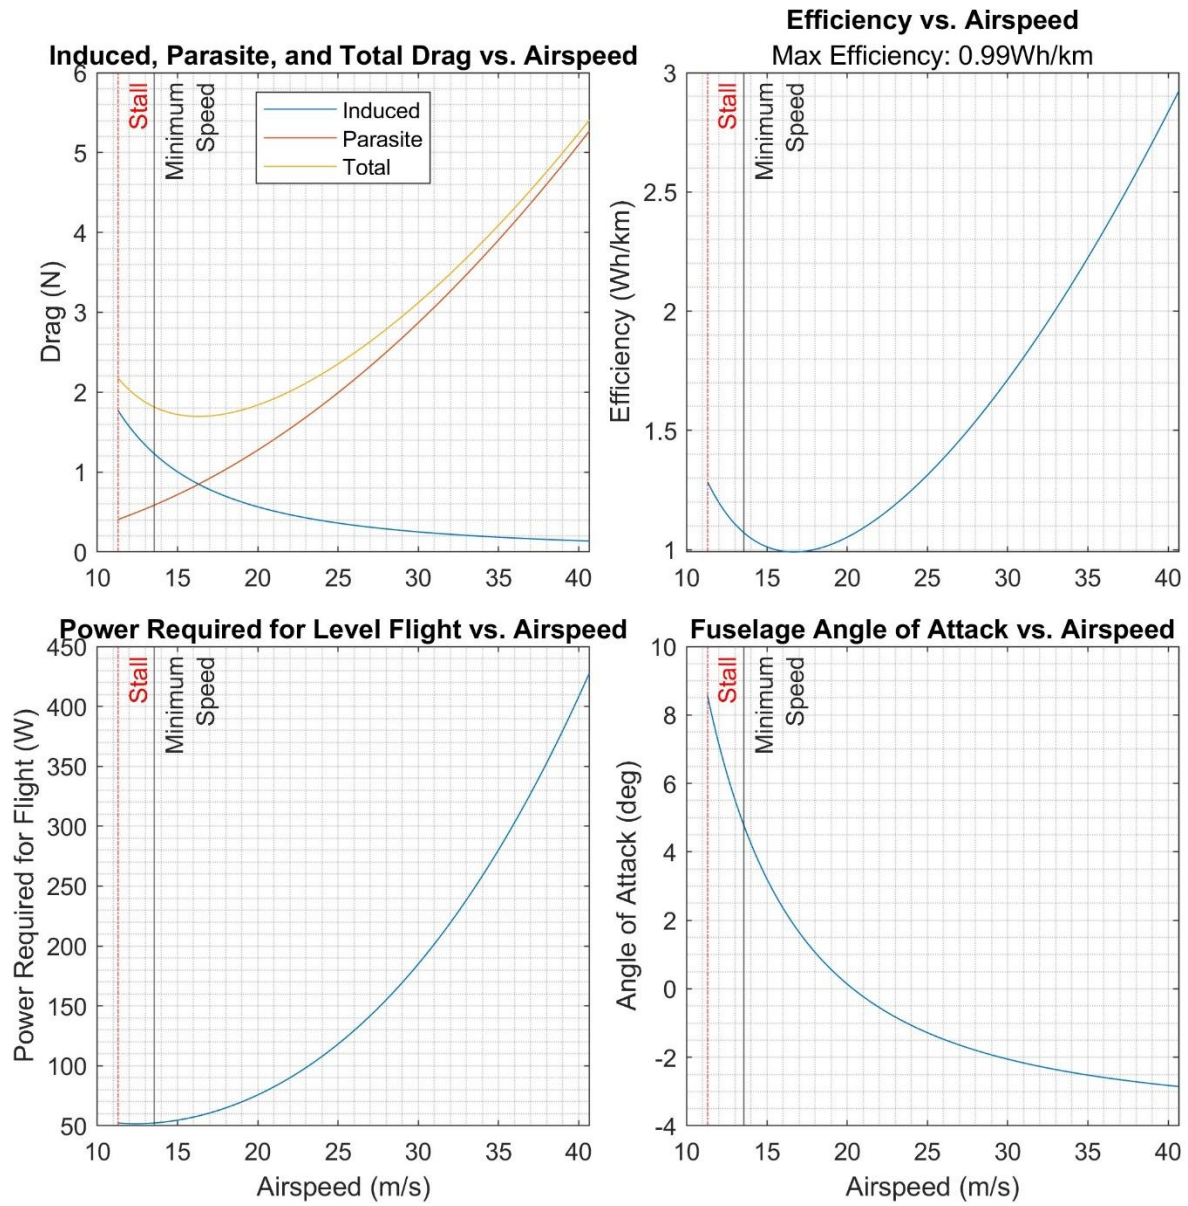 Induced, Parasite, and Total Drag vs. Airspeed
6
5
4
3
2
1
0
Drag (N)
Stall
Minimum
Speed
Induced
Parasite
Total
10 15 20 25 30 35 40
Efficiency vs. Airspeed
Max Efficiency: 0.99Wh/km
3
2.5
2
1.5
1
Efficiency (Wh/km)
Stall
Minimum
Speed
10 15 20 25 30 35 40
Power Required for Level Flight vs. Airspeed
450
400
350
300
250
200
150
100
50
Power Required for Flight (W)
Stall
Minimum
Speed
10 15 20 25 30 35 40
Airspeed (m/s)
Fuselage Angle of Attack vs. Airspeed
10
8
6
4
2
0
-2
-4
Angle of Attack (deg)
Stall
Minimum
Speed
10 15 20 25 30 35 40
Airspeed (m/s)